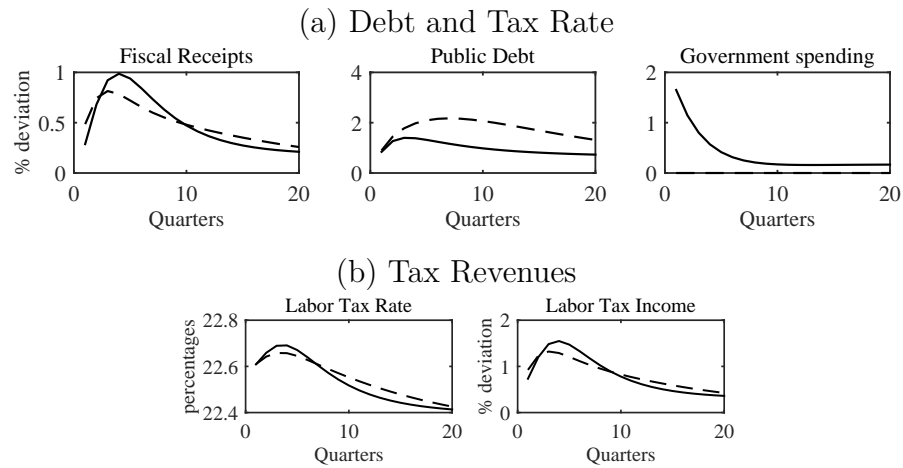 (a) Debt and Tax Rate
Fiscal Receipts
Public Debt
Government spending
% deviation
1
0.5
0
0
10
20
Quarters
4
2
0
0
10
20
Quarters
2
1
0
0
10
20
Quarters
(b) Tax Revenues
Labor Tax Rate
Labor Tax Income
percentages
22.8
22.6
22.4
0
10
20
Quarters
% deviation
2
1
0
0
10
20
Quarters